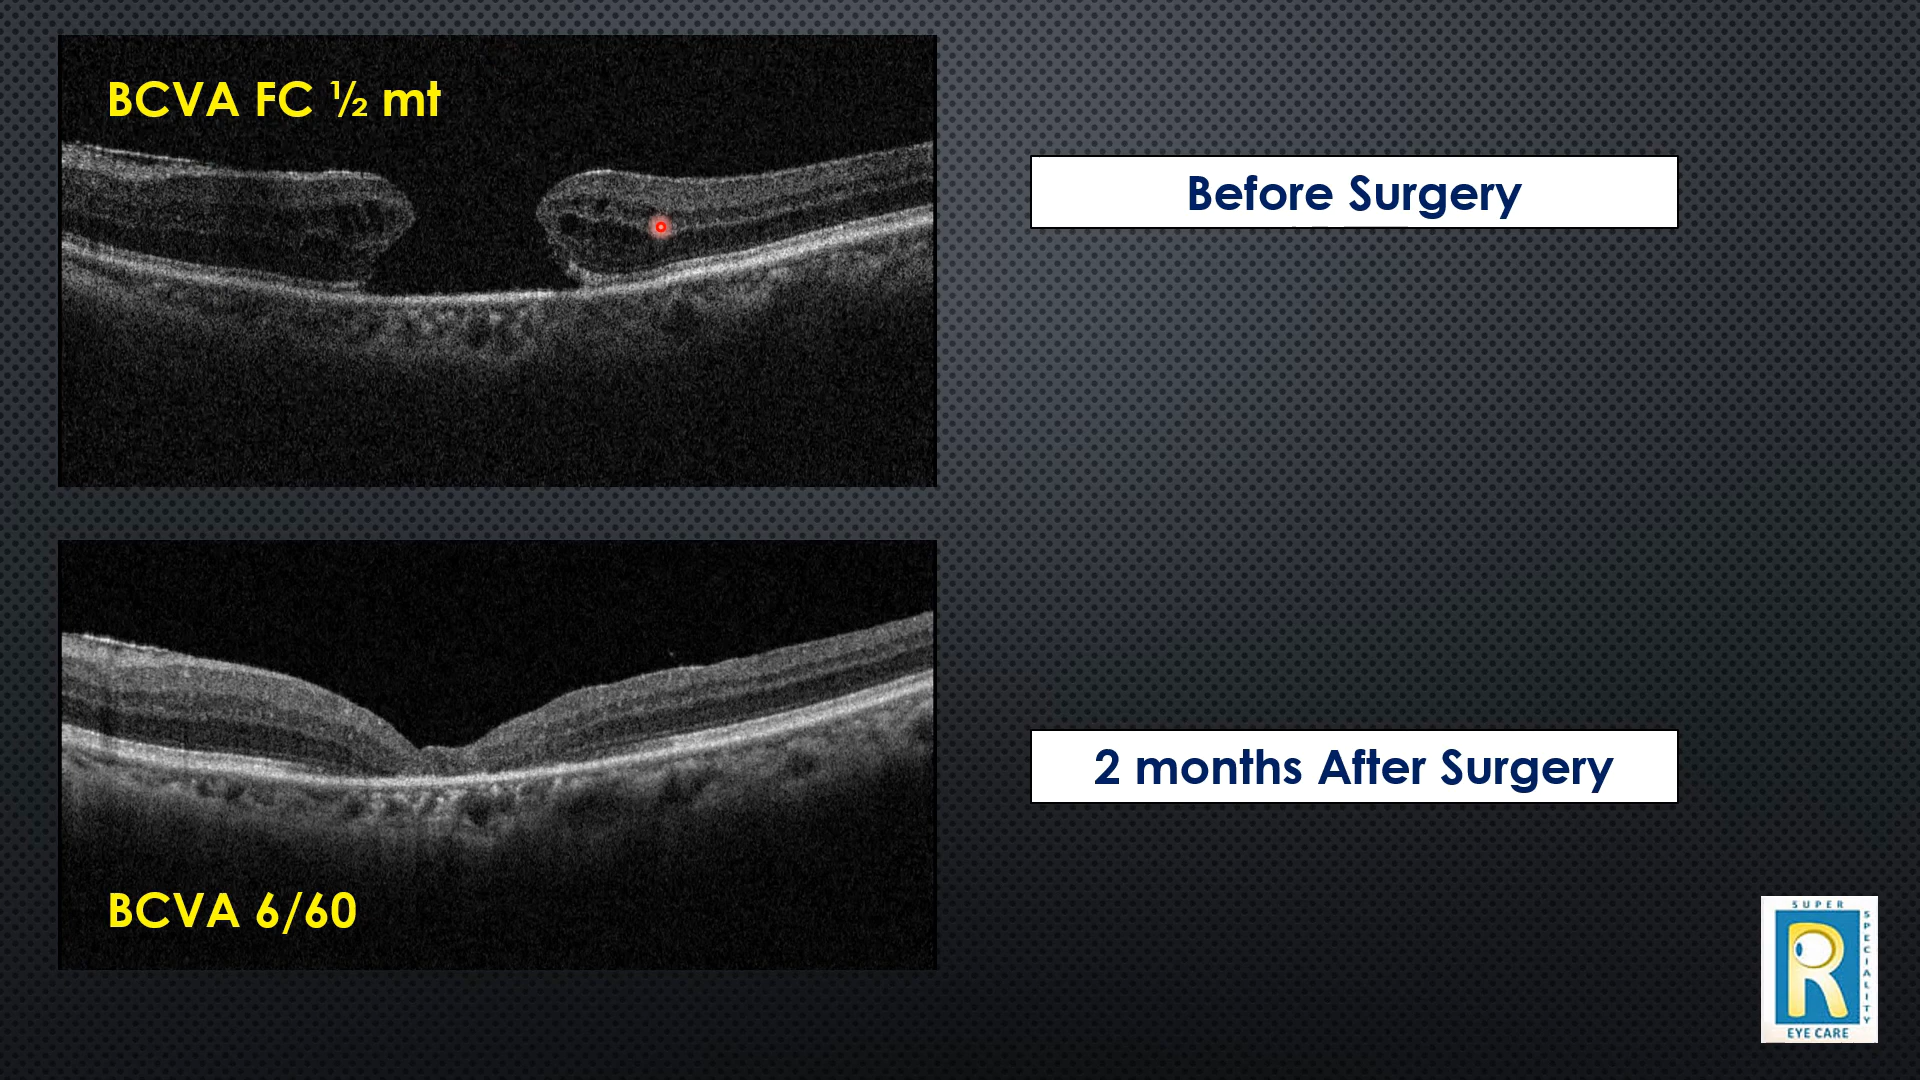 BCVA FC ½ mt
Before Surgery
2 months After Surgery
BCVA 6/60
SUPER
SPECIALITY
R
EYE CARE